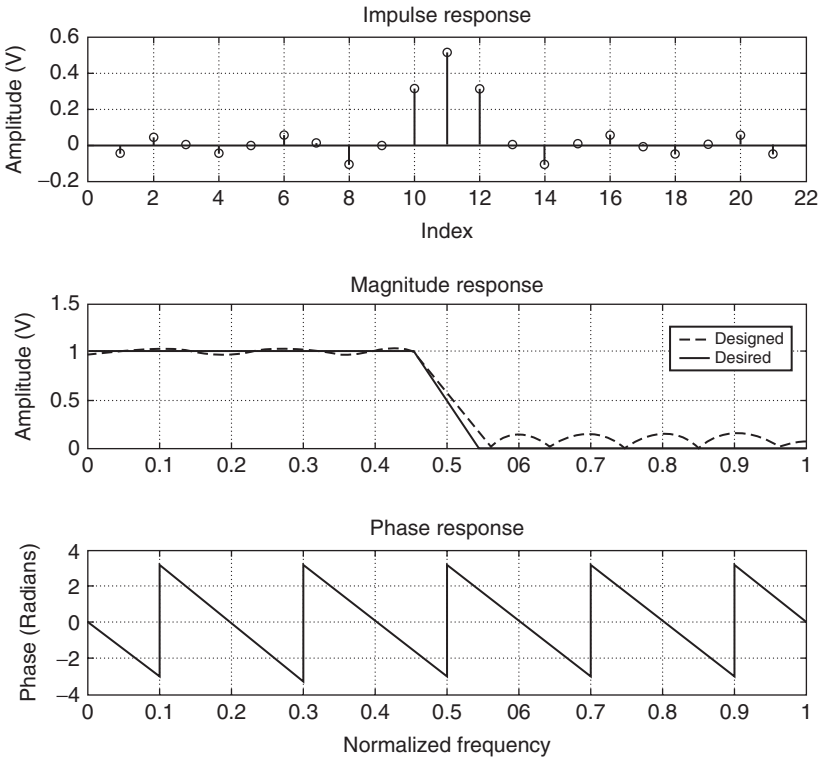 Impulse response
Amplitude (V)
0.6
0.4
0.2
0
−0.2
0 2 4 6 8 10 12 14 16 18 20 22
Index
Magnitude response
Amplitude (V)
1.5
1
0.5
0
Designed
Desired
0 0.1 0.2 0.3 0.4 0.5 06 0.7 0.8 0.9 1
Phase response
Phase (Radians)
4
2
0
−2
−4
0 0.1 0.2 0.3 0.4 0.5 06 0.7 0.8 0.9 1
Normalized frequency